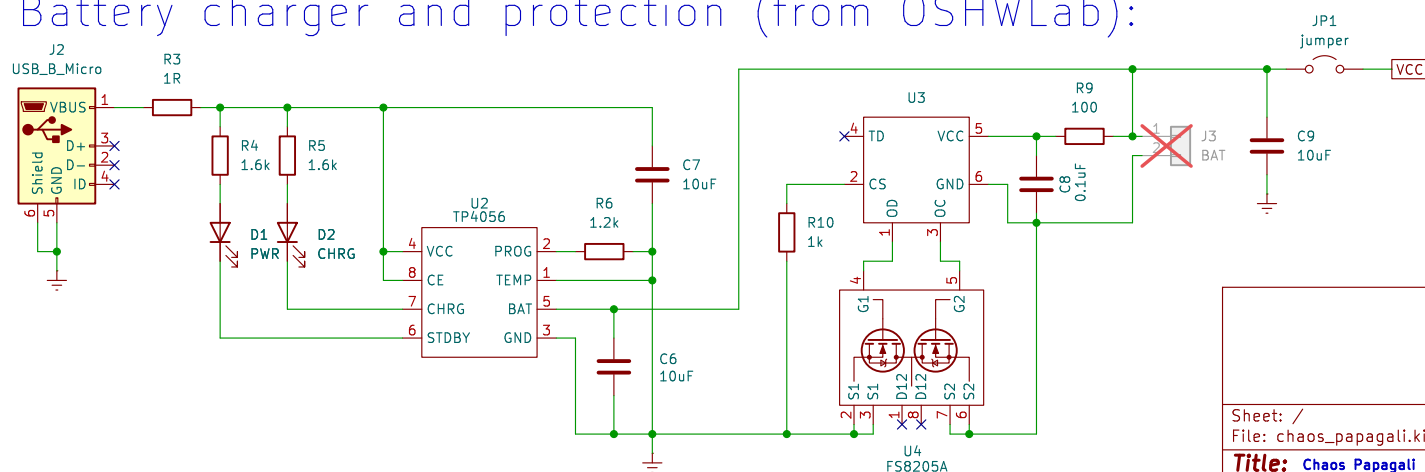 Battery charger and protection (from OSHWLab):
J2
USB_B_Micro
VBUS 1
D+ 3
D- 2
ID 4
Shield
GND
6 5
R3
1R
R4
1.6k
R5
1.6k
D1
PWR
D2
CHRG
U2
TP4056
4 VCC
8 CE
7 CHRG
6 STDBY
PROG 2
TEMP 1
BAT 5
GND 3
R6
1.2k
C7
10uF
C6
10uF
U3
4 TD
2 CS
VCC 5
GND 6
OD
OC
1 3
R10
1k
R9
100
C8
0.1uF
1
2
J3
BAT
C9
10uF
JP1
jumper
VCC
4 5
G1 G2
S1 S1 D12 D12 S2 S2
2 3 1 8 7 6
U4
FS8205A
Sheet: /
File: chaos_papagali.ki
Title: Chaos Papagali